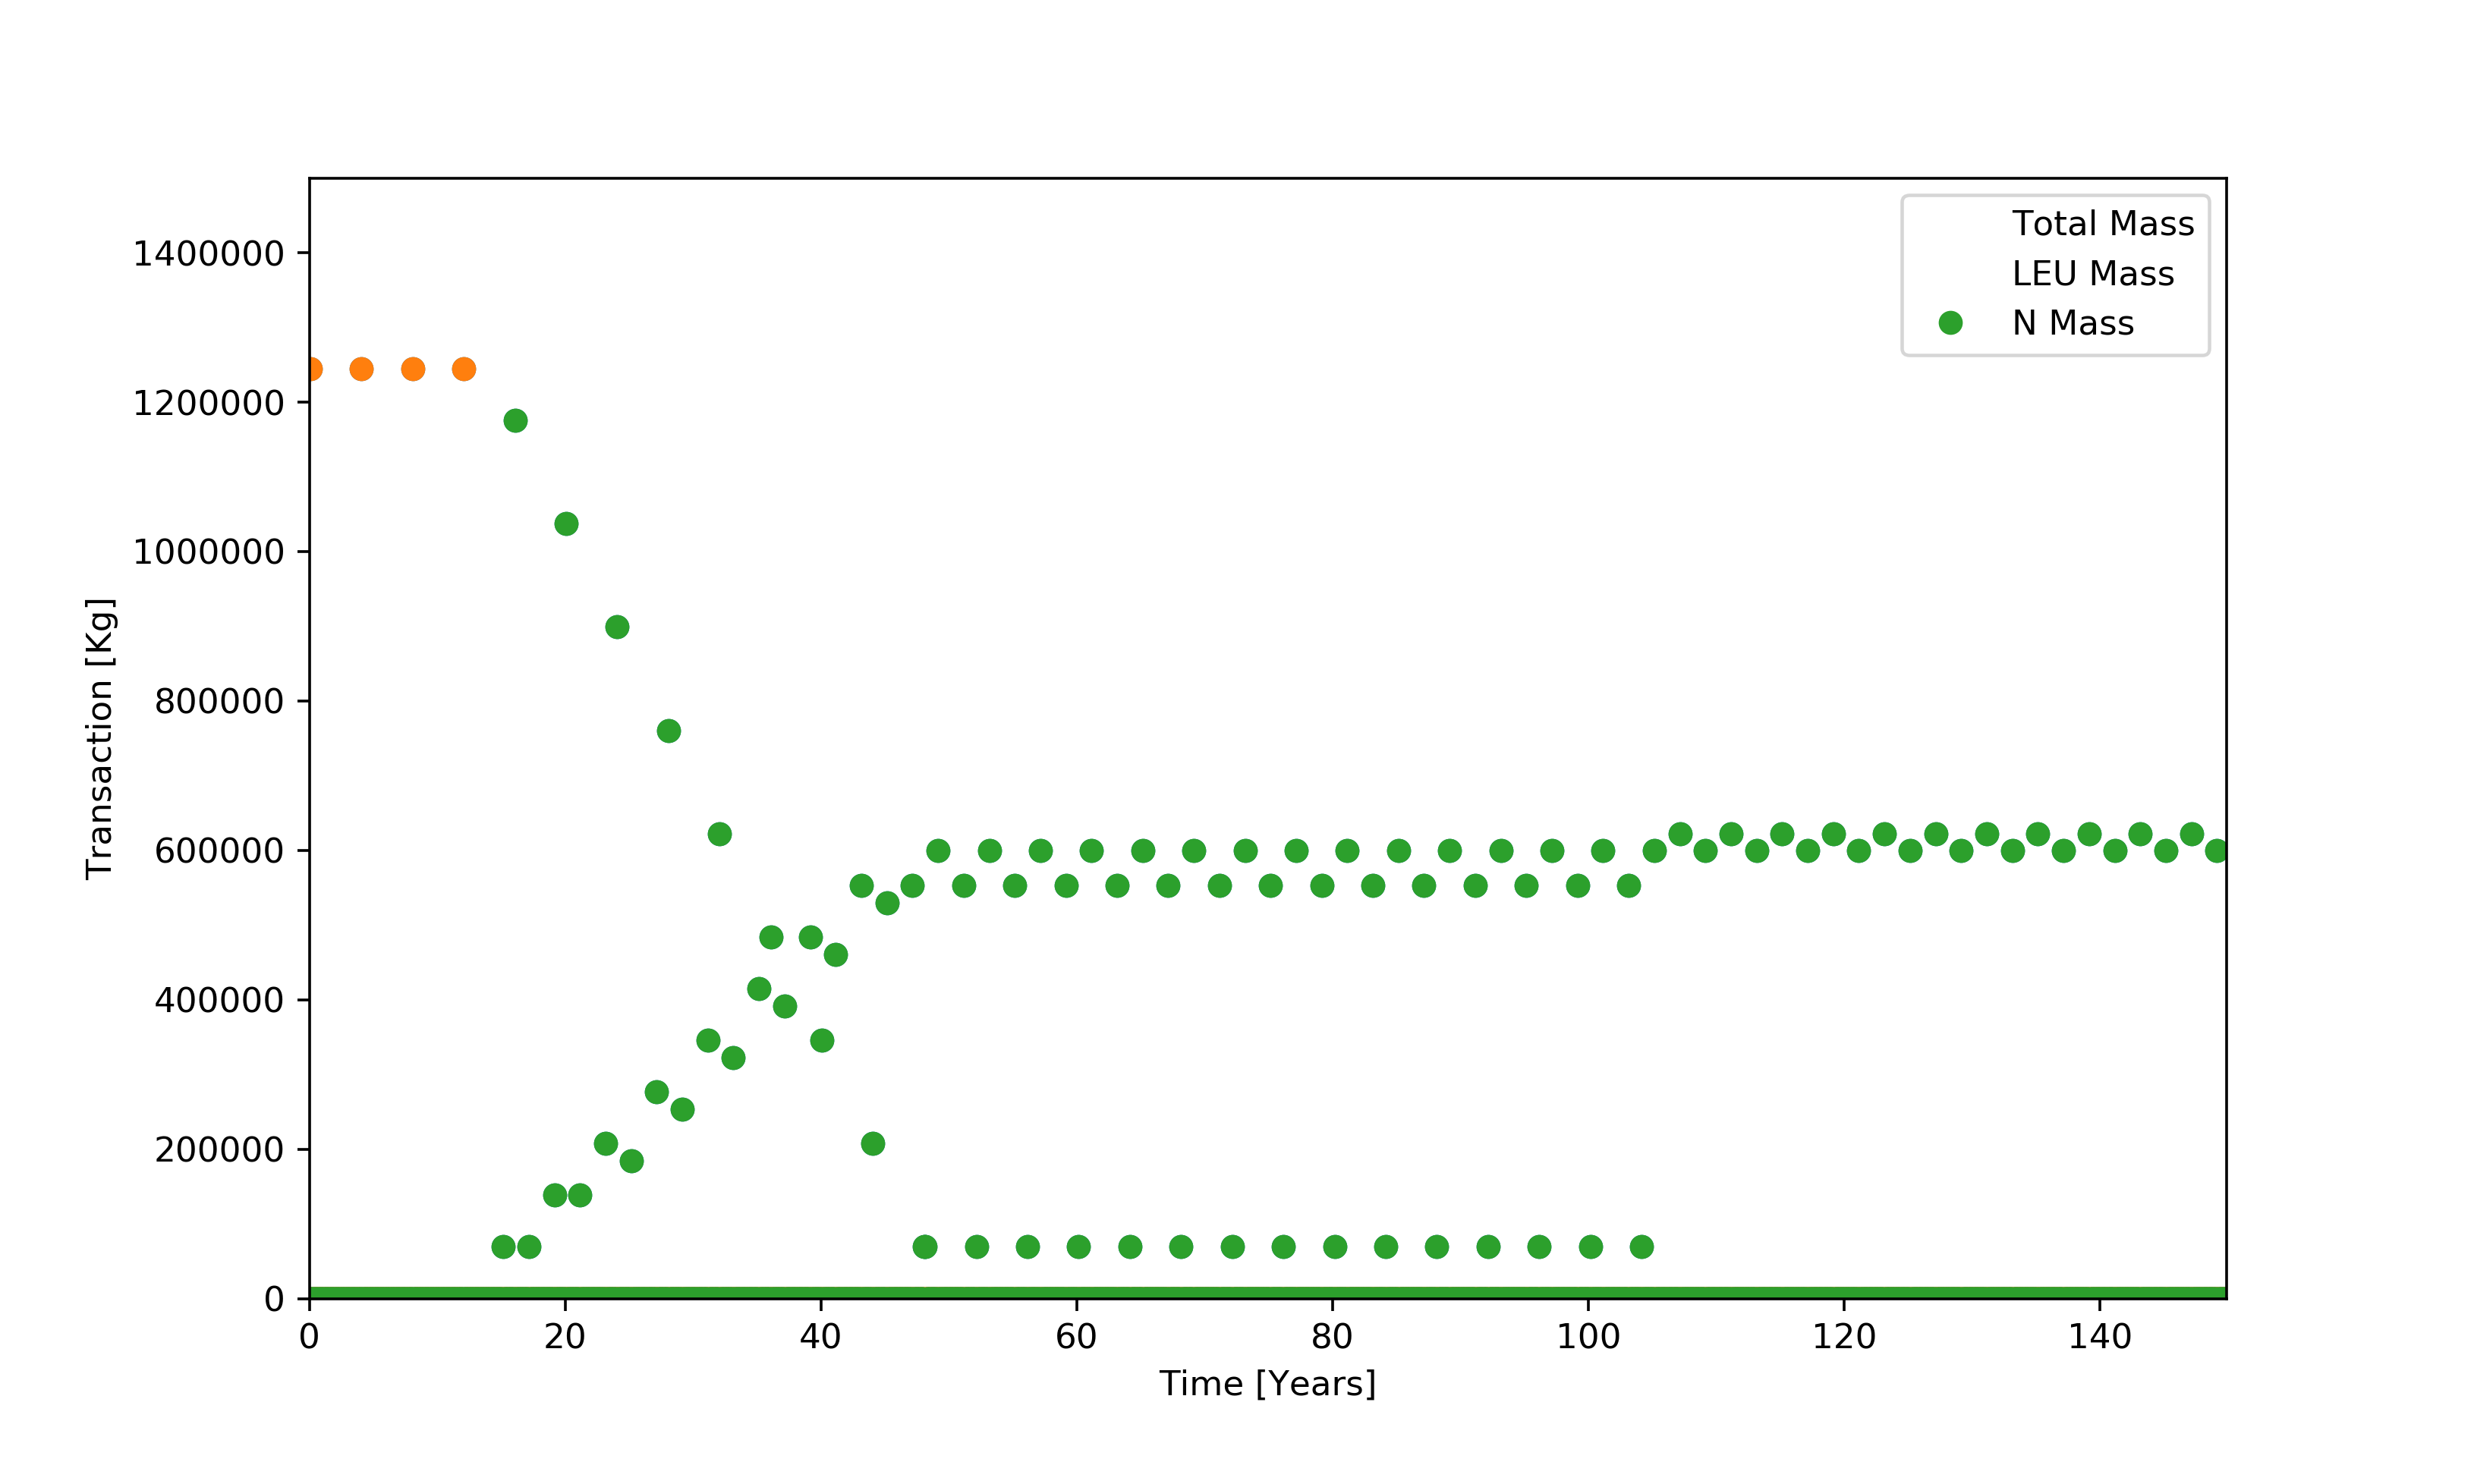 Total Mass
LEU Mass
N Mass
1400000
1200000
1000000
800000
600000
400000
200000
0
Transaction [Kg]
0 20 40 60 80 100 120 140
Time [Years]